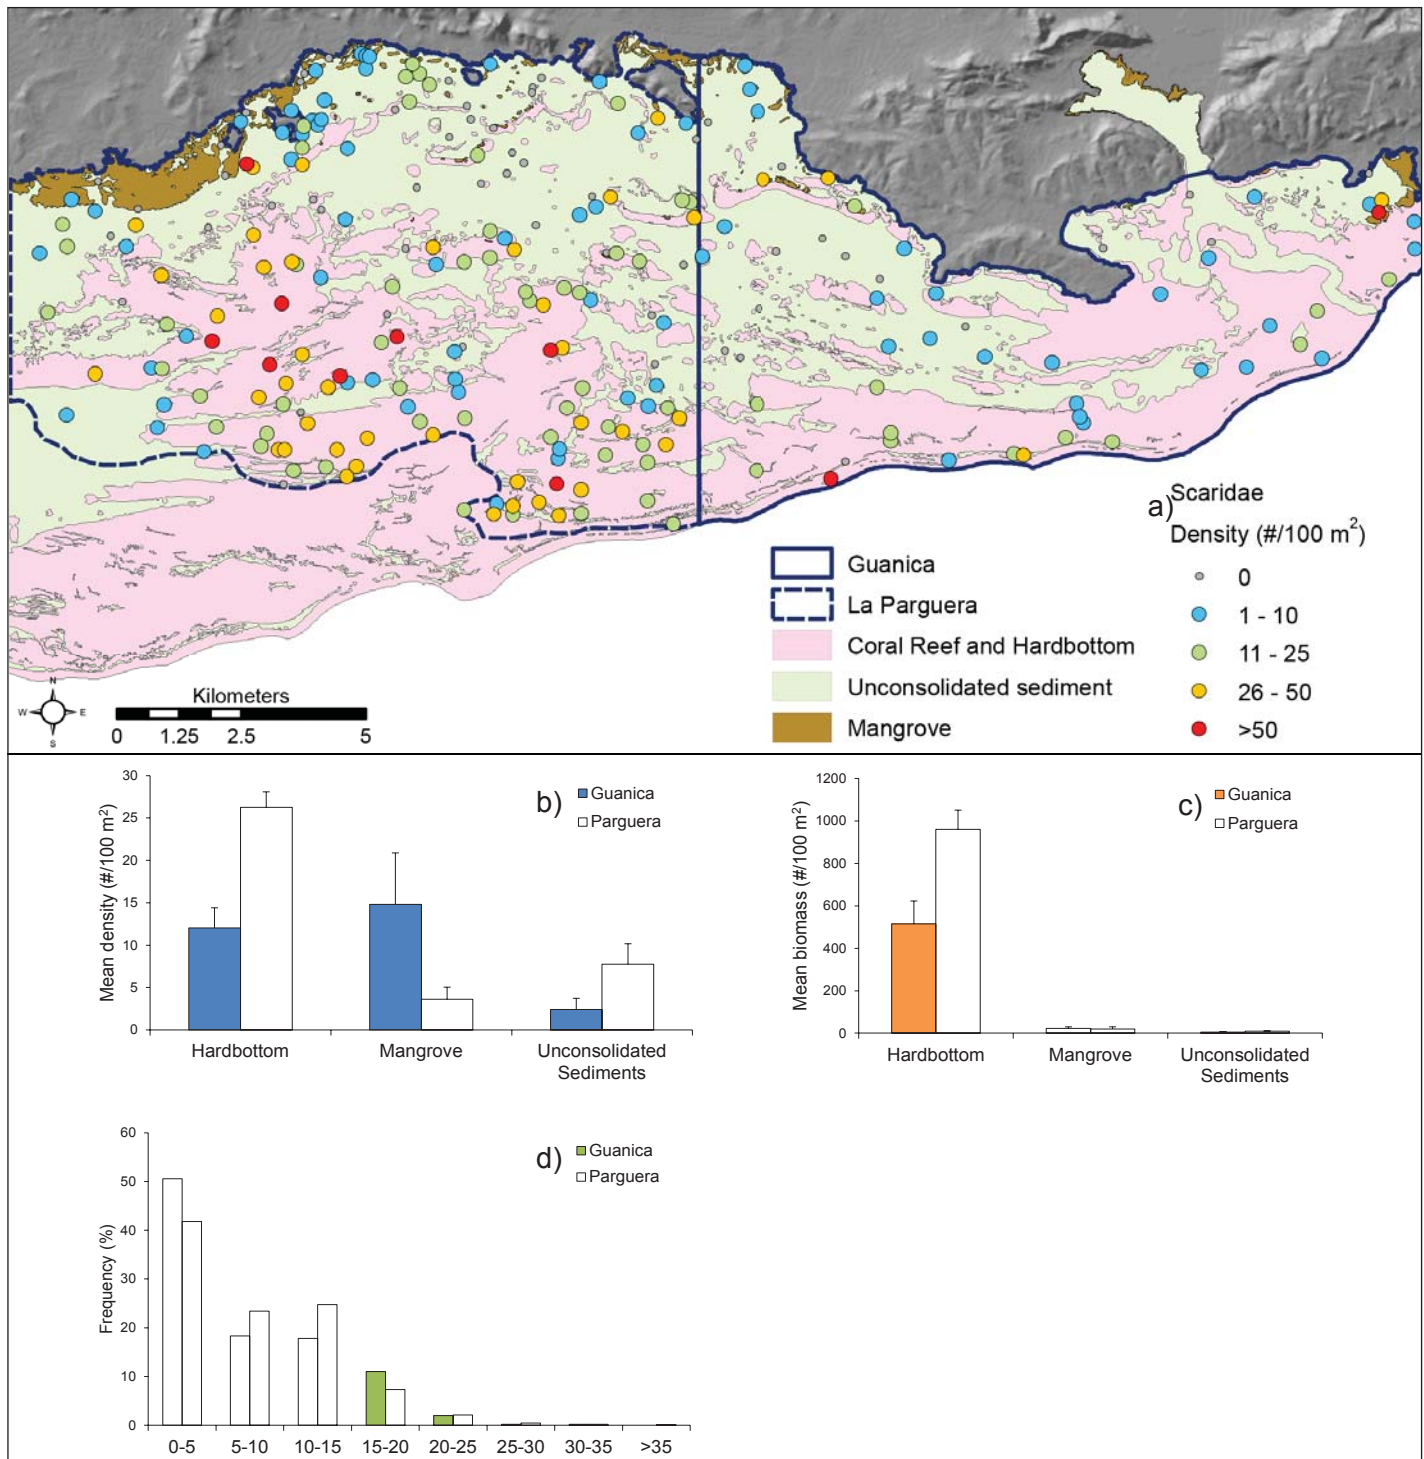 a) Scaridae
Density (#/100 m²)
0
1 - 10
11 - 25
26 - 50
>50
Guanica
La Parguera
Coral Reef and Hardbottom
Unconsolidated sediment
Mangrove
N
W E
S
Kilometers
0 1.25 2.5 5
b)
Guanica
Parguera
Mean density (#/100 m²)
30
25
20
15
10
5
0
Hardbottom Mangrove Unconsolidated
Sediments
c)
Guanica
Parguera
Mean biomass (#/100 m²)
1200
1000
800
600
400
200
0
Hardbottom Mangrove Unconsolidated
Sediments
d)
Guanica
Parguera
Frequency (%)
60
50
40
30
20
10
0
0-5 5-10 10-15 15-20 20-25 25-30 30-35 >35